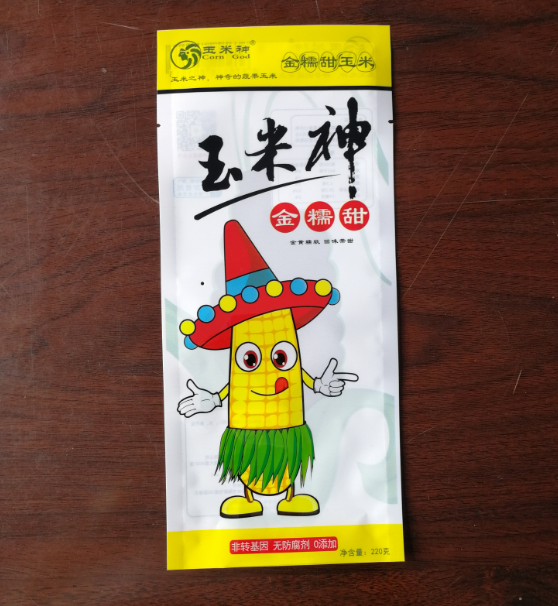 玉米神®
Corn God
金糯甜玉米
玉米之神，神奇的蔬季玉米
玉米神
金糯甜
非转基因 无防腐剂 0添加
净含量：220克